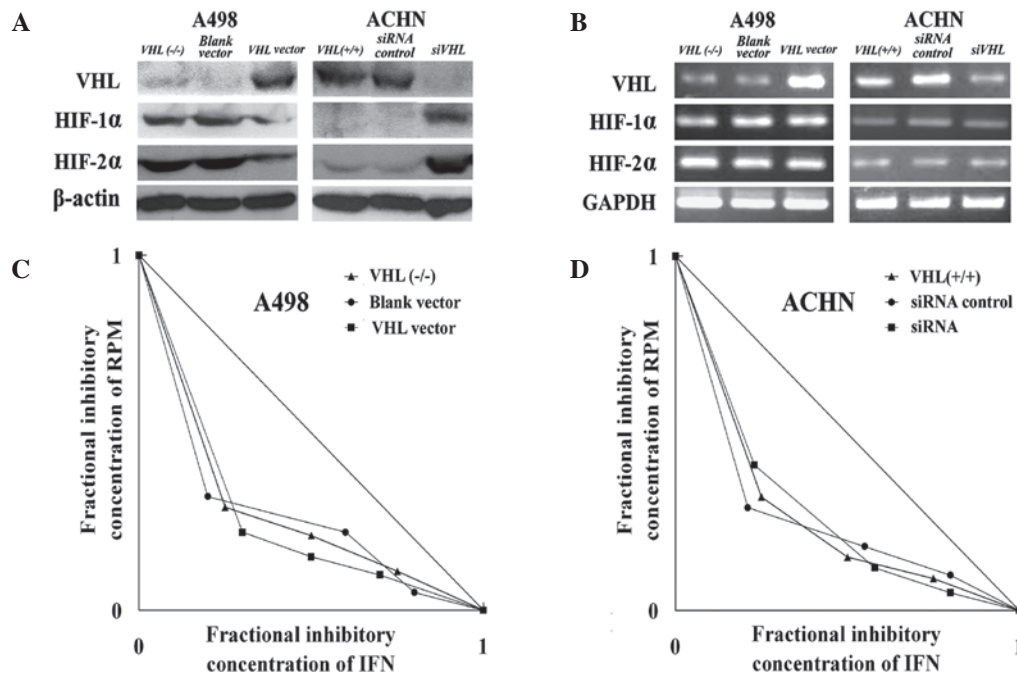 A
A498
ACHN
VHL (-/-)
Blank
vector
VHL vector
VHL(+/+)
siRNA
control
siVHL
VHL
HIF-1α
HIF-2α
β-actin
B
A498
ACHN
VHL (-/-)
Blank
vector
VHL vector
VHL(+/+)
siRNA
control
siVHL
VHL
HIF-1α
HIF-2α
GAPDH
C
1
A498
VHL (-/-)
Blank vector
VHL vector
Fractional inhibitory
concentration of RPM
0
0
1
Fractional inhibitory
concentration of IFN
D
1
ACHN
VHL(+/+)
siRNA control
siRNA
Fractional inhibitory
concentration of RPM
0
0
1
Fractional inhibitory
concentration of IFN